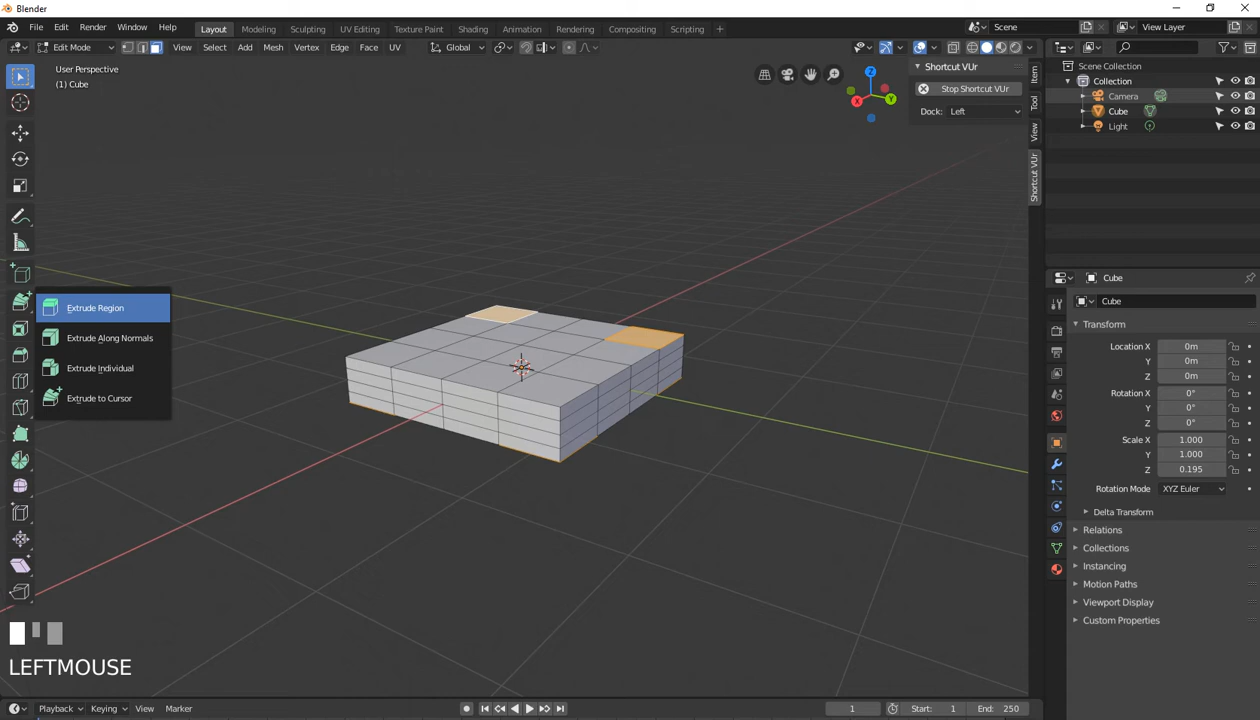 Blender
File Edit Render Window Help Layout Modeling Sculpting UV Editing Texture Paint Shading Animation Rendering Compositing Scripting Scene View Layer
Edit Mode View Select Add Mesh Vertex Edge Face UV Global
User Perspective
(1) Cube
Z
X
Y
Shortcut VUr
Stop Shortcut VUr
Dock: Left
Item
Tool
View
Shortcut VUr
Scene Collection
Collection
Camera
Cube
Light
Extrude Region
Extrude Along Normals
Extrude Individual
Extrude to Cursor
Cube
Cube
Transform
Location X 0m
Y 0m
Z 0m
Rotation X 0°
Y 0°
Z 0°
Scale X 1.000
Y 1.000
Z 0.195
Rotation Mode XYZ Euler
Delta Transform
Relations
Collections
Instancing
Motion Paths
Viewport Display
Custom Properties
LEFTMOUSE
Playback Keying View Marker 1 Start: 1 End: 250